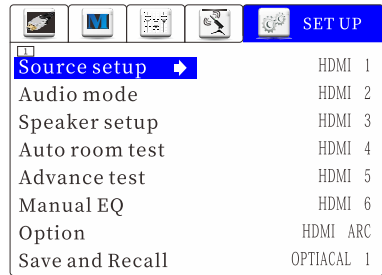 M
SET UP
1
Source setup HDMI 1
Audio mode HDMI 2
Speaker setup HDMI 3
Auto room test HDMI 4
Advance test HDMI 5
Manual EQ HDMI 6
Option HDMI ARC
Save and Recall OPTIACAL 1